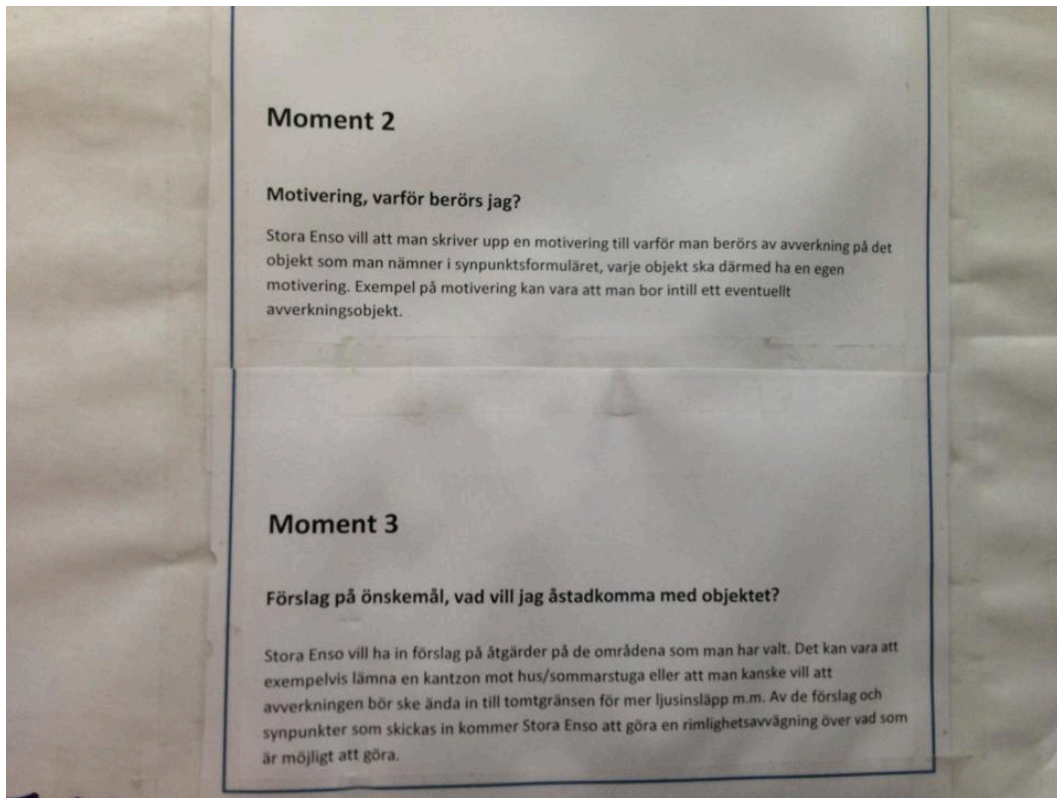 Moment 2
Motivering, varför berörs jag?
Stora Enso vill att man skriver upp en motivering till varför man berörs av avverkning på det
objekt som man nämner i synpunktsformuläret, varje objekt ska därmed ha en egen
motivering. Exempel på motivering kan vara att man bor intill ett eventuellt
avverkningsobjekt.
Moment 3
Förslag på önskemål, vad vill jag åstadkomma med objektet?
Stora Enso vill ha in förslag på åtgärder på de områdena som man har valt. Det kan vara att
exempelvis lämna en kantzon mot hus/sommarstuga eller att man kanske vill att
avverkningen bör ske ända in till tomtgränsen för mer ljusinsläpp m.m. Av de förslag och
synpunkter som skickas in kommer Stora Enso att göra en rimlighetsavvägning över vad som
är möjligt att göra.